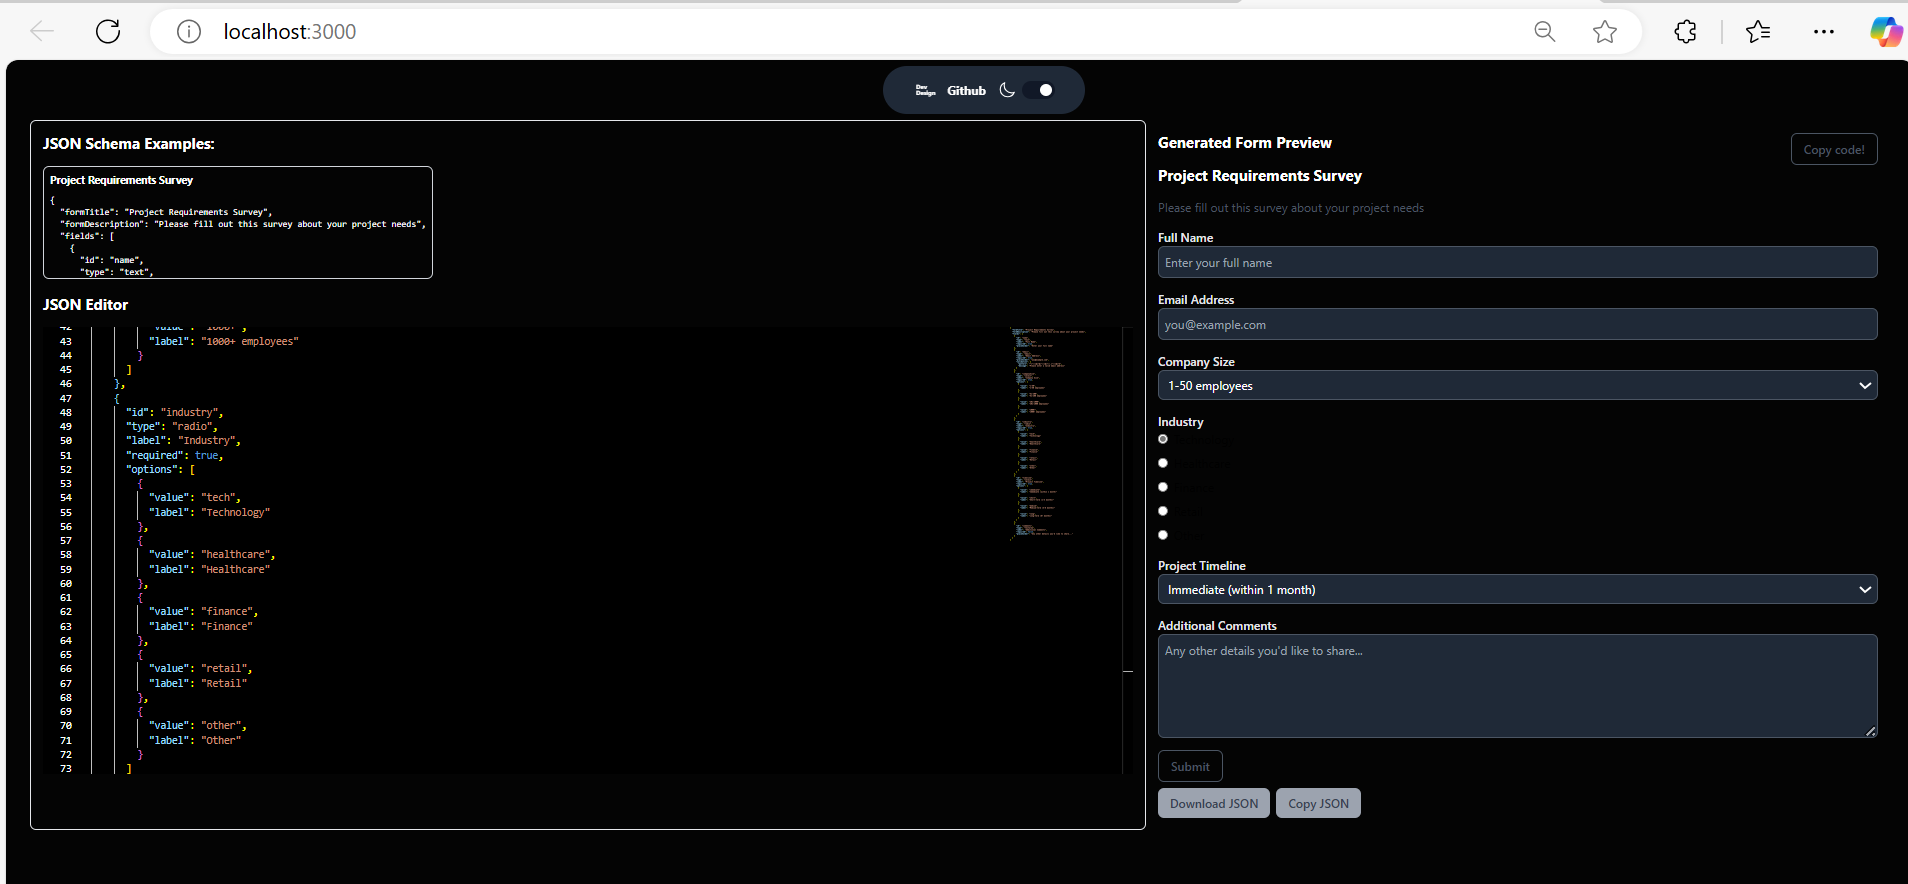 localhost:3000
Dev
Design
Github
JSON Schema Examples:
Project Requirements Survey
{
"formTitle": "Project Requirements Survey",
"formDescription": "Please fill out this survey about your project needs",
"fields": [
{
"id": "name",
"type": "text",
JSON Editor
42 "value": "1000+",
43 "label": "1000+ employees"
44 }
45 ]
46 },
47 {
48 "id": "industry",
49 "type": "radio",
50 "label": "Industry",
51 "required": true,
52 "options": [
53 {
54 "value": "tech",
55 "label": "Technology"
56 },
57 {
58 "value": "healthcare",
59 "label": "Healthcare"
60 },
61 {
62 "value": "finance",
63 "label": "Finance"
64 },
65 {
66 "value": "retail",
67 "label": "Retail"
68 },
69 {
70 "value": "other",
71 "label": "Other"
72 }
73 ]
Generated Form Preview
Copy code!
Project Requirements Survey
Please fill out this survey about your project needs
Full Name
Enter your full name
Email Address
you@example.com
Company Size
1-50 employees
Industry
Project Timeline
Immediate (within 1 month)
Additional Comments
Any other details you'd like to share...
Submit
Download JSON
Copy JSON